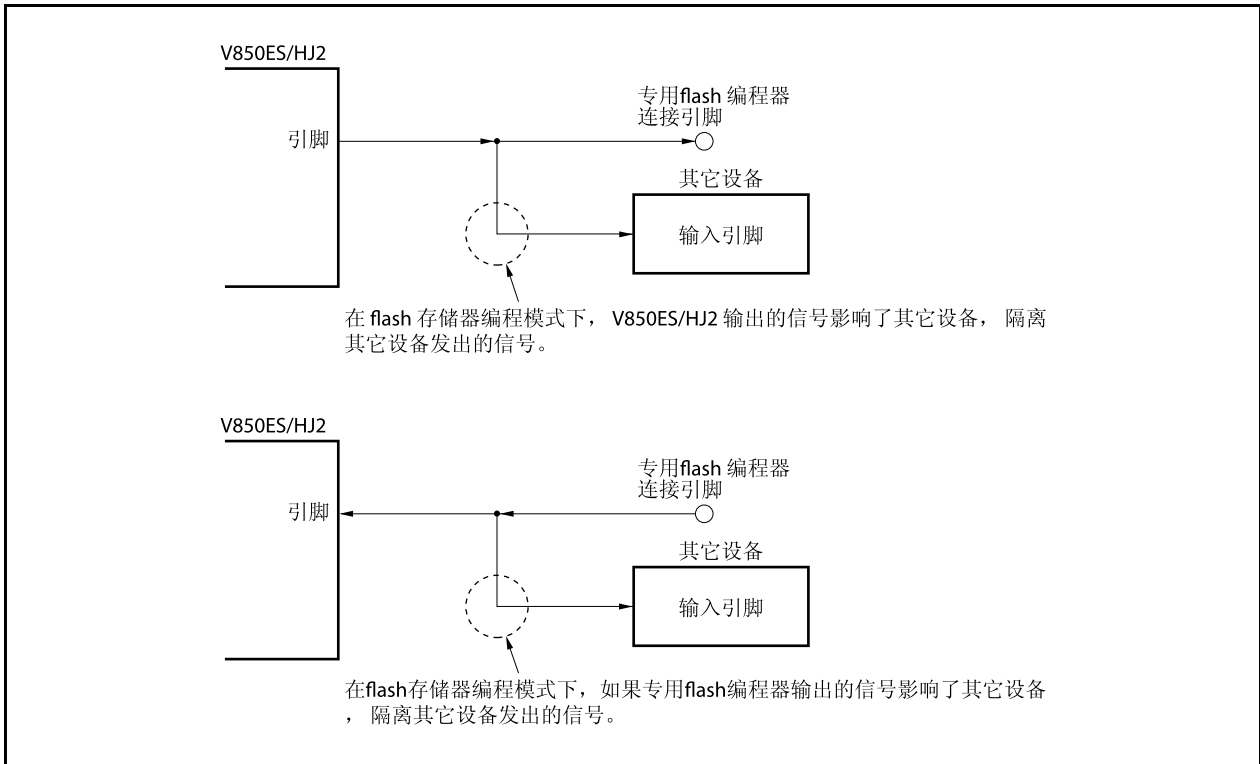 V850ES/HJ2
专用flash 编程器
连接引脚
引脚
其它设备
输入引脚
在 flash 存储器编程模式下， V850ES/HJ2 输出的信号影响了其它设备， 隔离
其它设备发出的信号。
V850ES/HJ2
专用flash 编程器
连接引脚
引脚
其它设备
输入引脚
在flash存储器编程模式下，如果专用flash编程器输出的信号影响了其它设备
， 隔离其它设备发出的信号。